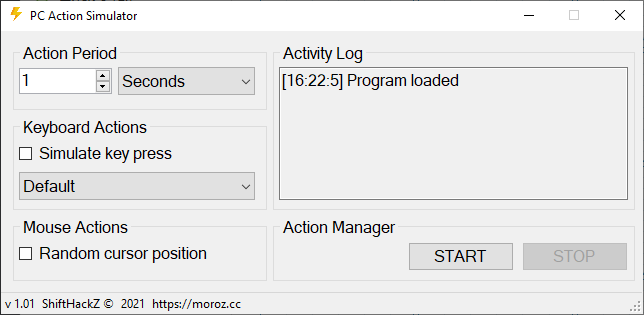 PC Action Simulator
Action Period
1
Seconds
Keyboard Actions
Simulate key press
Default
Mouse Actions
Random cursor position
Activity Log
[16:22:5] Program loaded
Action Manager
START
STOP
v 1.01 ShiftHackZ © 2021 https://moroz.cc